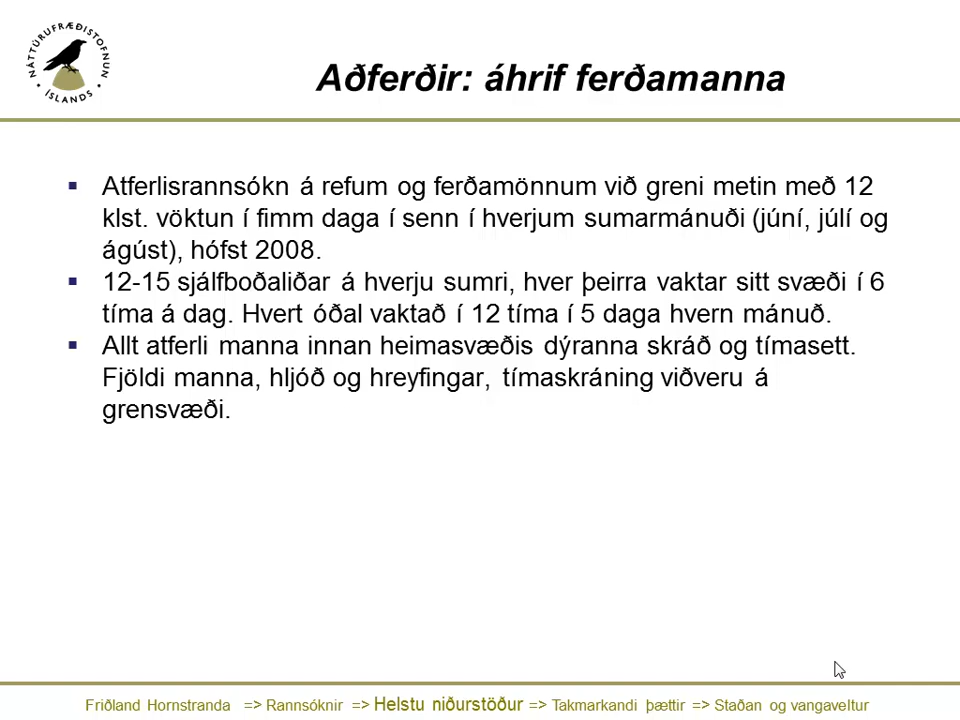 NÁTTÚRUFRÆÐISTOFNUN
• ÍSLANDS •
Aðferðir: áhrif ferðamanna
▪ Atferlisrannsókn á refum og ferðamönnum við greni metin með 12
klst. vöktun í fimm daga í senn í hverjum sumarmánuði (júní, júlí og
ágúst), hófst 2008.
▪ 12-15 sjálfboðaliðar á hverju sumri, hver þeirra vaktar sitt svæði í 6
tíma á dag. Hvert óðal vaktað í 12 tíma í 5 daga hvern mánuð.
▪ Allt atferli manna innan heimasvæðis dýranna skráð og tímasett.
Fjöldi manna, hljóð og hreyfingar, tímaskráning viðveru á
grensvæði.
Friðland Hornstranda => Rannsóknir => Helstu niðurstöður => Takmarkandi þættir => Staðan og vangaveltur